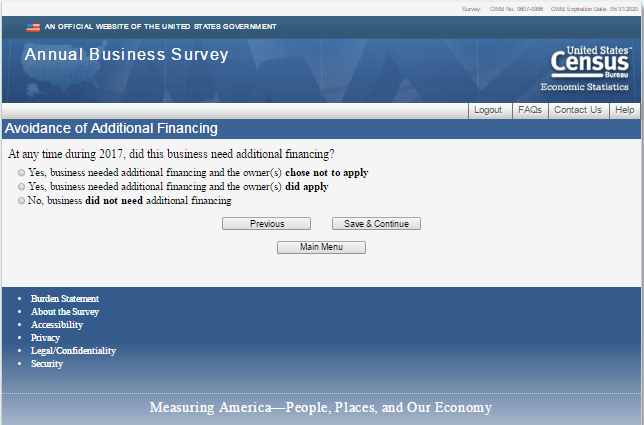 Survey: OMB No. 0607-0986 OMB Expiration Date: 05/31/2020
AN OFFICIAL WEBSITE OF THE UNITED STATES GOVERNMENT
Annual Business Survey
United States™
Census
Bureau
Economic Statistics
Logout FAQs Contact Us Help
Avoidance of Additional Financing
At any time during 2017, did this business need additional financing?
Yes, business needed additional financing and the owner(s) chose not to apply
Yes, business needed additional financing and the owner(s) did apply
No, business did not need additional financing
Previous Save & Continue
Main Menu
• Burden Statement
• About the Survey
• Accessibility
• Privacy
• Legal/Confidentiality
• Security
Measuring America—People, Places, and Our Economy